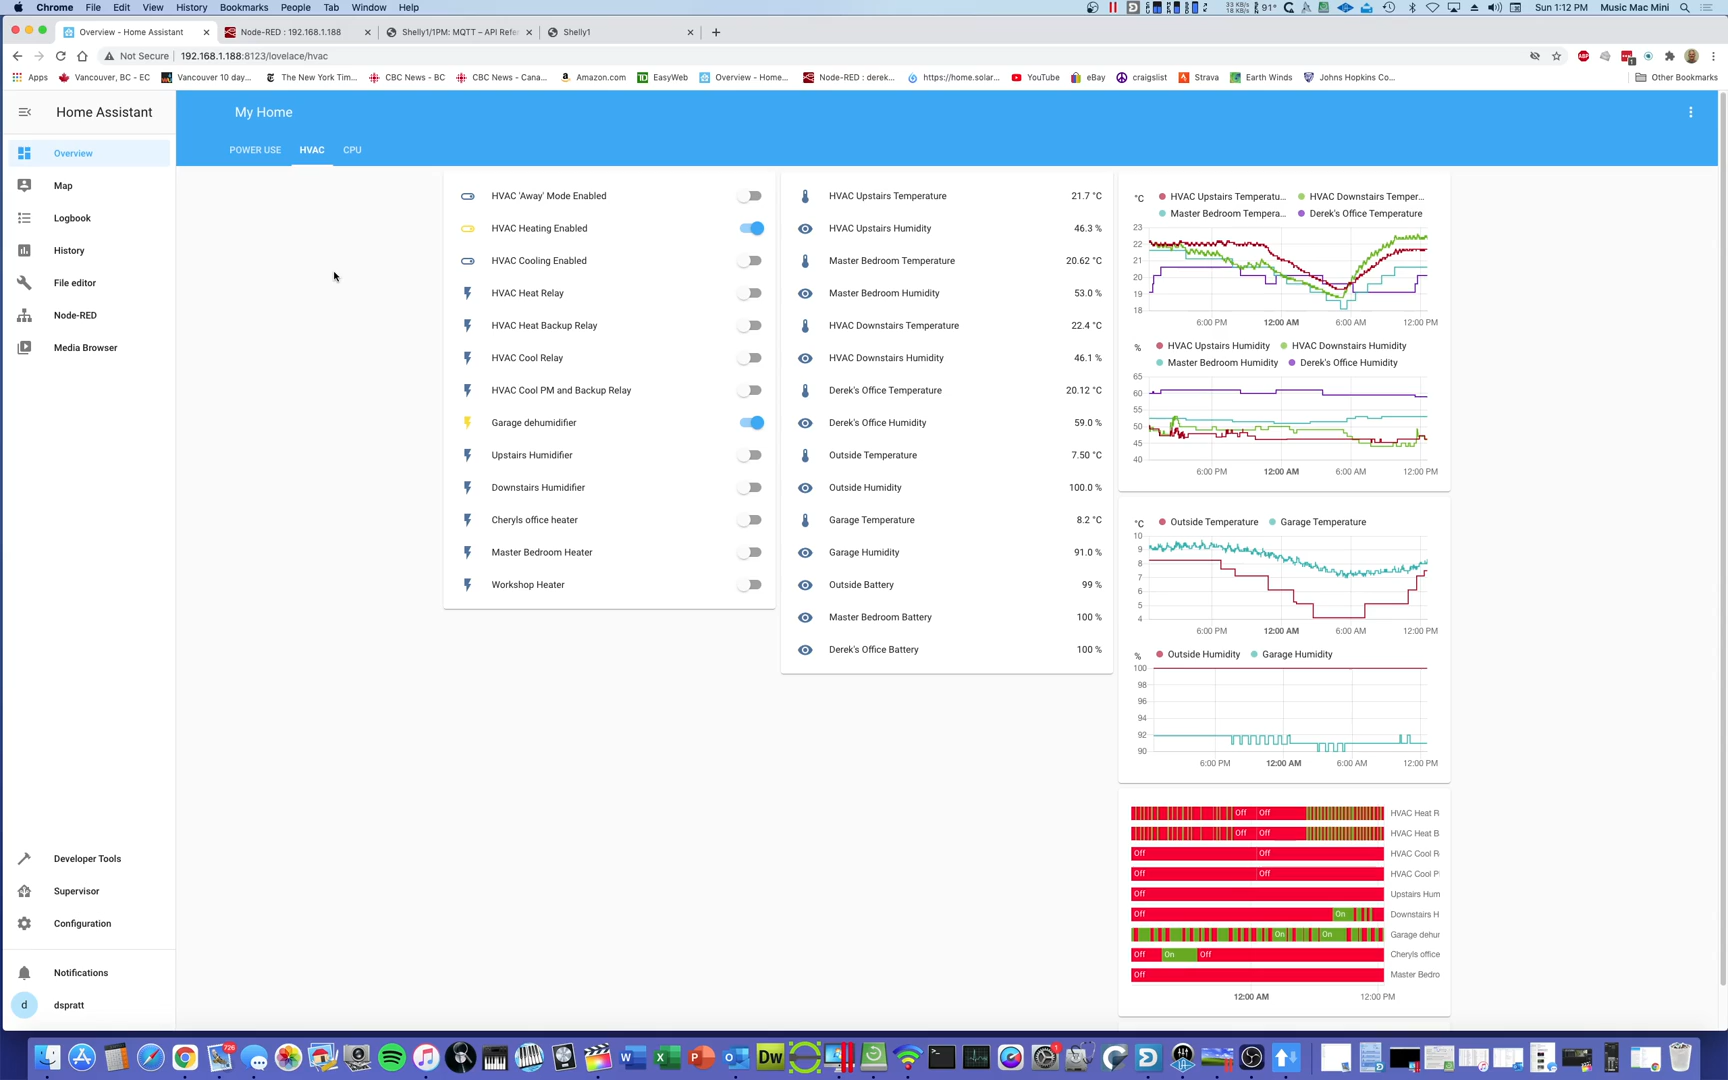 Chrome File Edit View History Bookmarks People Tab Window Help
33 KB/s
18 KB/s
91°
Sun 1:12 PM Music Mac Mini
Overview - Home Assistant
Node-RED : 192.168.1.188
Shelly1/1PM: MQTT – API Refe
Shelly1
Not Secure 192.168.1.188:8123/lovelace/hvac
Apps
Vancouver, BC - EC
Vancouver 10 day...
The New York Tim...
CBC News - BC
CBC News - Cana...
Amazon.com
EasyWeb
Overview - Home...
Node-RED : derek...
https://home.solar...
YouTube
eBay
craigslist
Strava
Earth Winds
Johns Hopkins Co...
Other Bookmarks
Home Assistant
Overview
Map
Logbook
History
File editor
Node-RED
Media Browser
Developer Tools
Supervisor
Configuration
Notifications
d dspratt
My Home
POWER USE HVAC CPU
HVAC 'Away' Mode Enabled
HVAC Heating Enabled
HVAC Cooling Enabled
HVAC Heat Relay
HVAC Heat Backup Relay
HVAC Cool Relay
HVAC Cool PM and Backup Relay
Garage dehumidifier
Upstairs Humidifier
Downstairs Humidifier
Cheryls office heater
Master Bedroom Heater
Workshop Heater
HVAC Upstairs Temperature 21.7 °C
HVAC Upstairs Humidity 46.3 %
Master Bedroom Temperature 20.62 °C
Master Bedroom Humidity 53.0 %
HVAC Downstairs Temperature 22.4 °C
HVAC Downstairs Humidity 46.1 %
Derek's Office Temperature 20.12 °C
Derek's Office Humidity 59.0 %
Outside Temperature 7.50 °C
Outside Humidity 100.0 %
Garage Temperature 8.2 °C
Garage Humidity 91.0 %
Outside Battery 99 %
Master Bedroom Battery 100 %
Derek's Office Battery 100 %
°C HVAC Upstairs Temperatu... HVAC Downstairs Temper...
Master Bedroom Tempera... Derek's Office Temperature
23
22
21
20
19
18
6:00 PM 12:00 AM 6:00 AM 12:00 PM
% HVAC Upstairs Humidity HVAC Downstairs Humidity
Master Bedroom Humidity Derek's Office Humidity
65
60
55
50
45
40
6:00 PM 12:00 AM 6:00 AM 12:00 PM
°C Outside Temperature Garage Temperature
10
9
8
7
6
5
4
6:00 PM 12:00 AM 6:00 AM 12:00 PM
% Outside Humidity Garage Humidity
100
98
96
94
92
90
6:00 PM 12:00 AM 6:00 AM 12:00 PM
Off Off HVAC Heat R
Off Off HVAC Heat B
Off Off HVAC Cool R
Off Off HVAC Cool P
Off Upstairs Hum
Off On Downstairs H
On On Garage dehur
Off On Off Cheryls office
Off Master Bedro
12:00 AM 12:00 PM
726
Dw
1